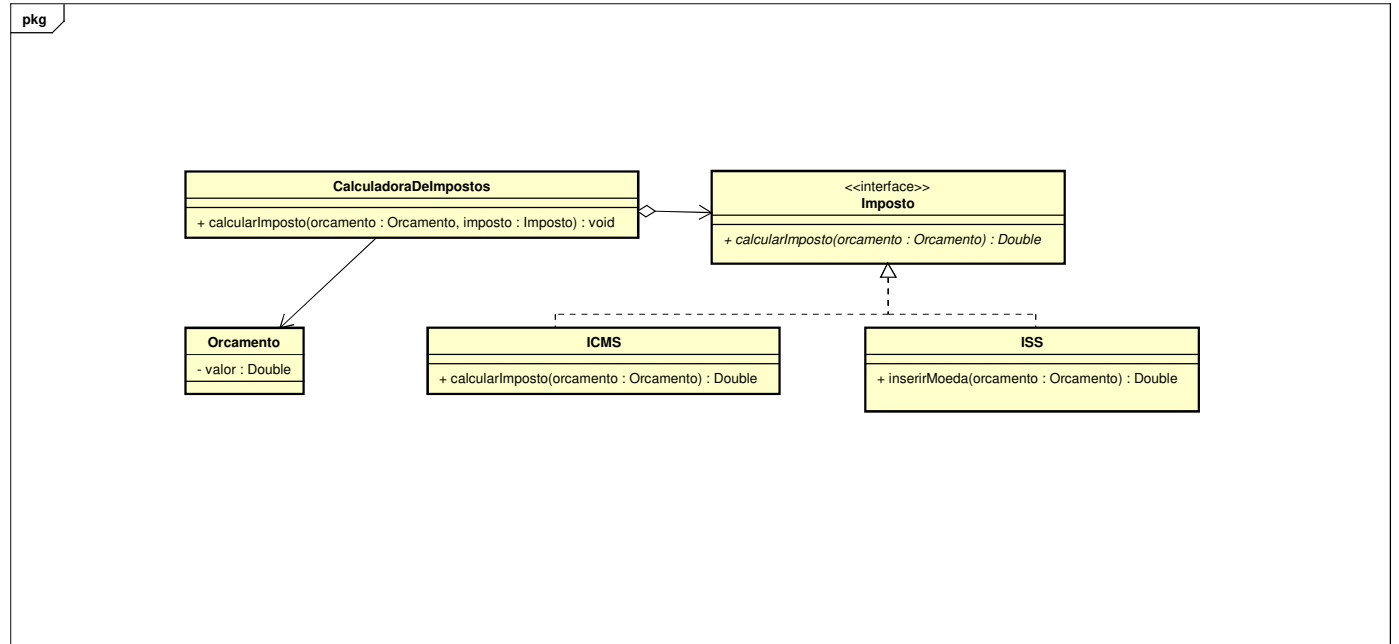 pkg
CalculadoraDeImpostos
+ calcularImposto(orcamento : Orcamento, imposto : Imposto) : void
<<interface>>
Imposto
+ calcularImposto(orcamento : Orcamento) : Double
Orcamento
- valor : Double
ICMS
+ calcularImposto(orcamento : Orcamento) : Double
ISS
+ inserirMoeda(orcamento : Orcamento) : Double